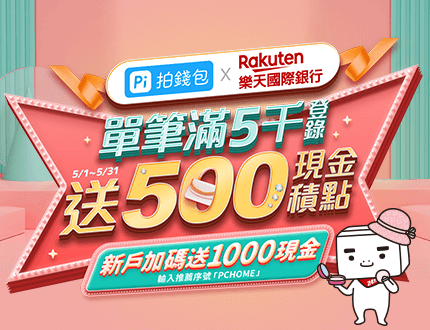 Pi 拍錢包 x Rakuten 樂天國際銀行
單筆滿5千登錄
5/1~5/31
送500現金積點
新戶加碼送1000現金
輸入推薦序號「PCHOME」
24h